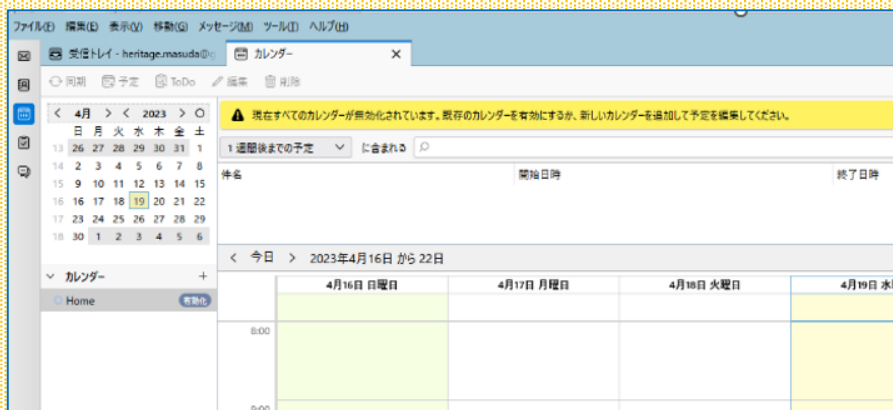 ファイル(F) 編集(E) 表示(V) 移動(G) メッセージ(M) ツール(T) ヘルプ(H)
受信トレイ - heritage.masuda@g
カレンダー ×
同期 予定 ToDo 編集 削除
< 4月 > < 2023 > ○
日 月 火 水 木 金 土
13 26 27 28 29 30 31 1
14 2 3 4 5 6 7 8
15 9 10 11 12 13 14 15
16 16 17 18 19 20 21 22
17 23 24 25 26 27 28 29
18 30 1 2 3 4 5 6
カレンダー +
Home 有効化
現在すべてのカレンダーが無効化されています。既存のカレンダーを有効にするか、新しいカレンダーを追加して予定を編集してください。
1 週間後までの予定 に含まれる
件名 開始日時 終了日時
< 今日 > 2023年4月16日 から 22日
4月16日 日曜日 4月17日 月曜日 4月18日 火曜日 4月19日 水
8:00
9:00